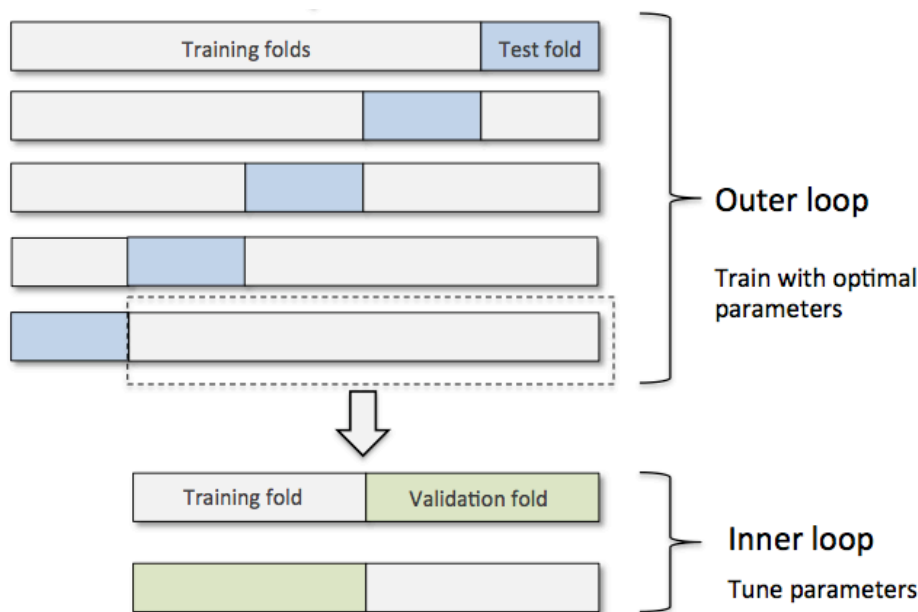 Training folds
Test fold
Outer loop
Train with optimal
parameters
Training fold
Validation fold
Inner loop
Tune parameters